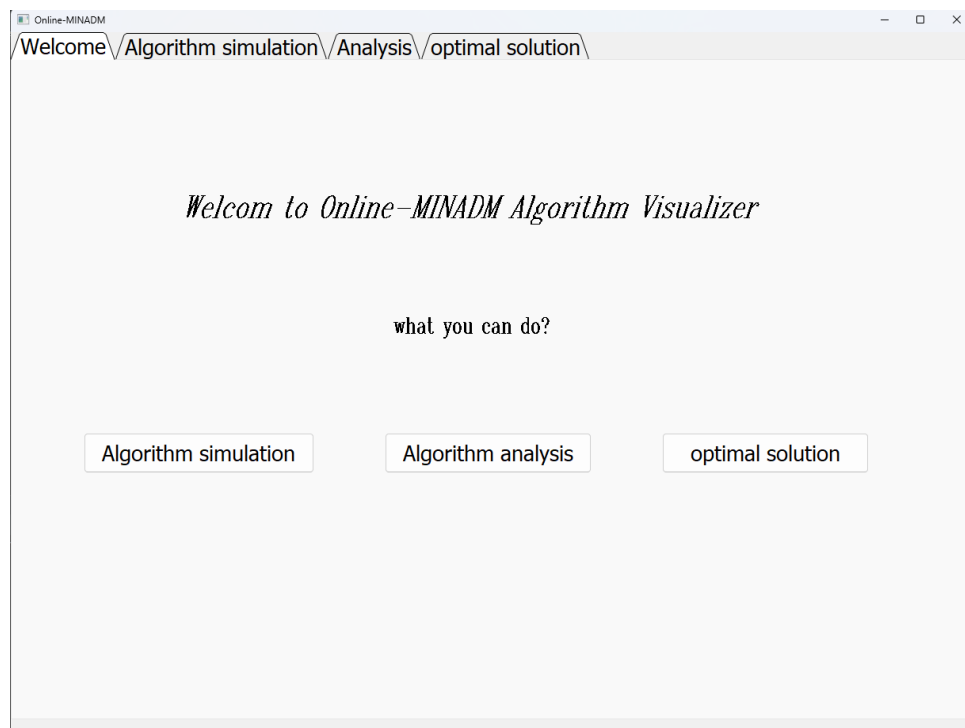 Online-MINADM
Welcome Algorithm simulation Analysis optimal solution
Welcom to Online-MINADM Algorithm Visualizer
what you can do?
Algorithm simulation Algorithm analysis optimal solution